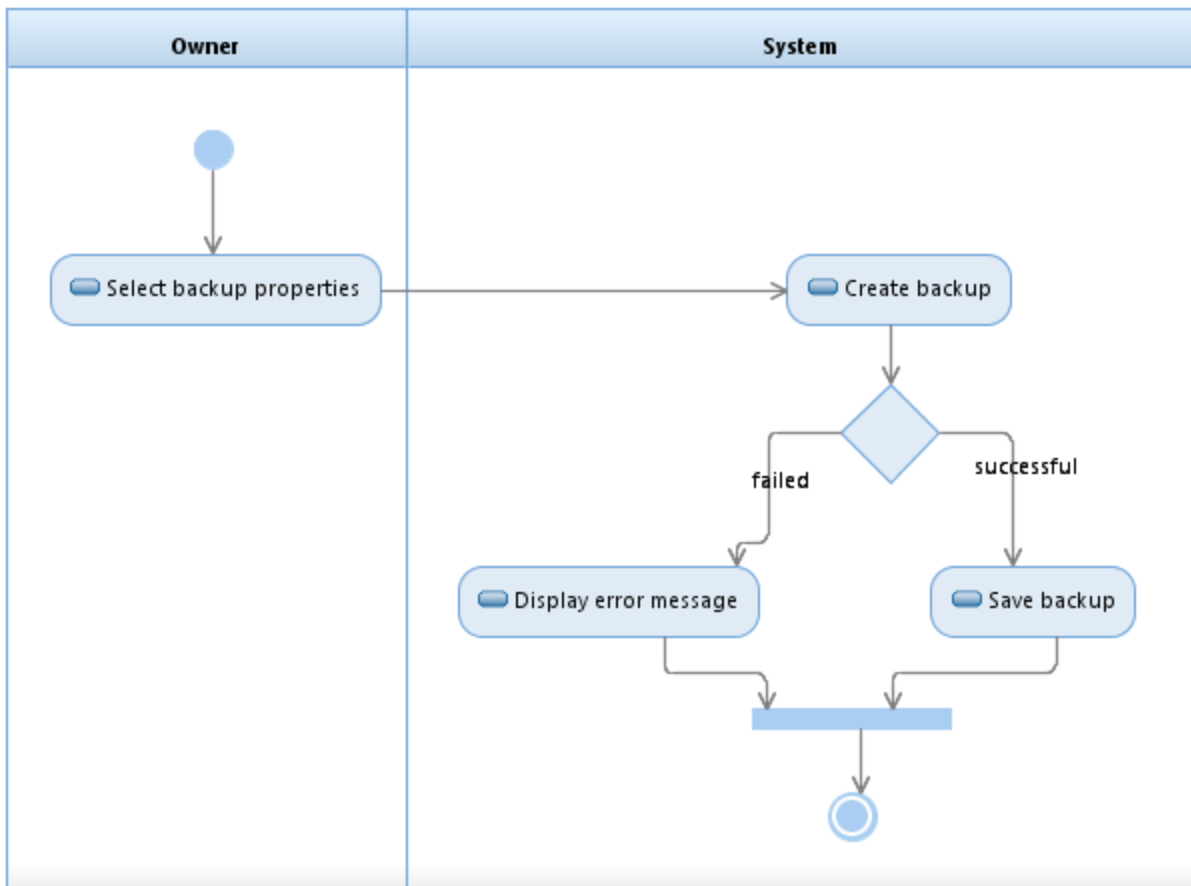 Owner
System
Select backup properties
Create backup
failed
successful
Display error message
Save backup